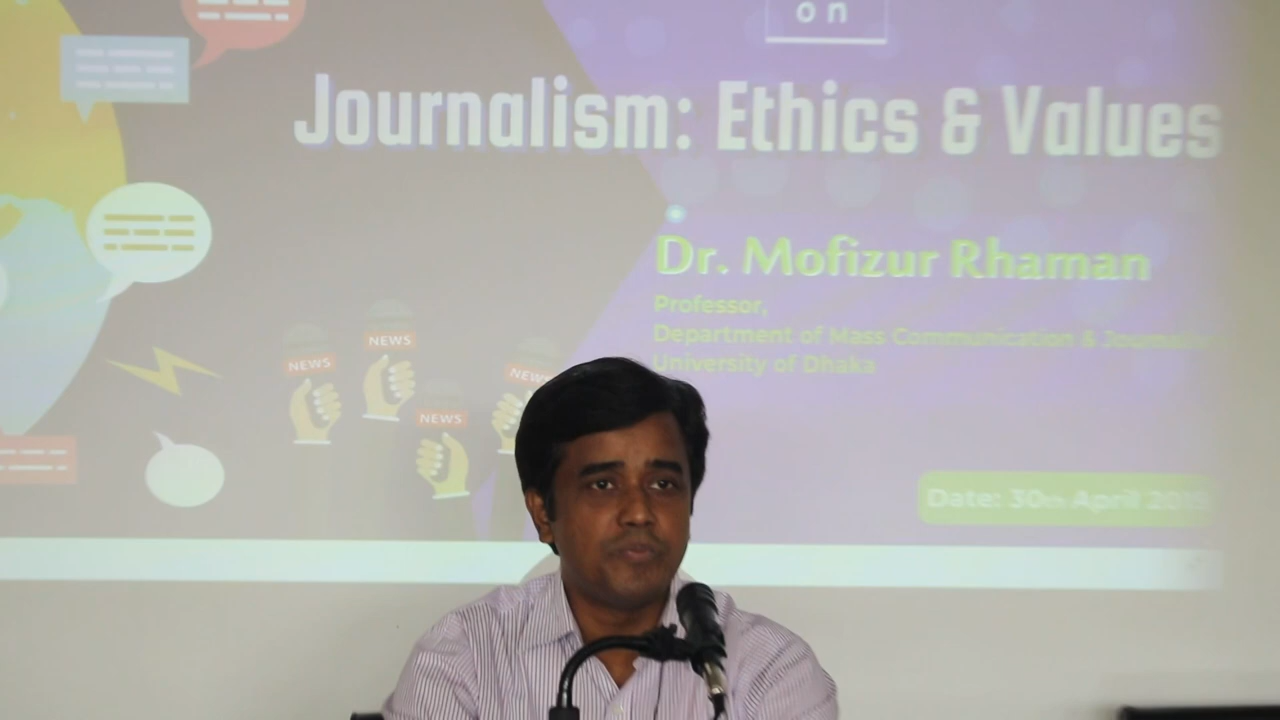 on
Journalism: Ethics & Values
Dr. Mofizur Rhaman
Professor,
Department of Mass Communication & Journalism
University of Dhaka
NEWS
NEWS
NEWS
NEWS
Date: 30th April